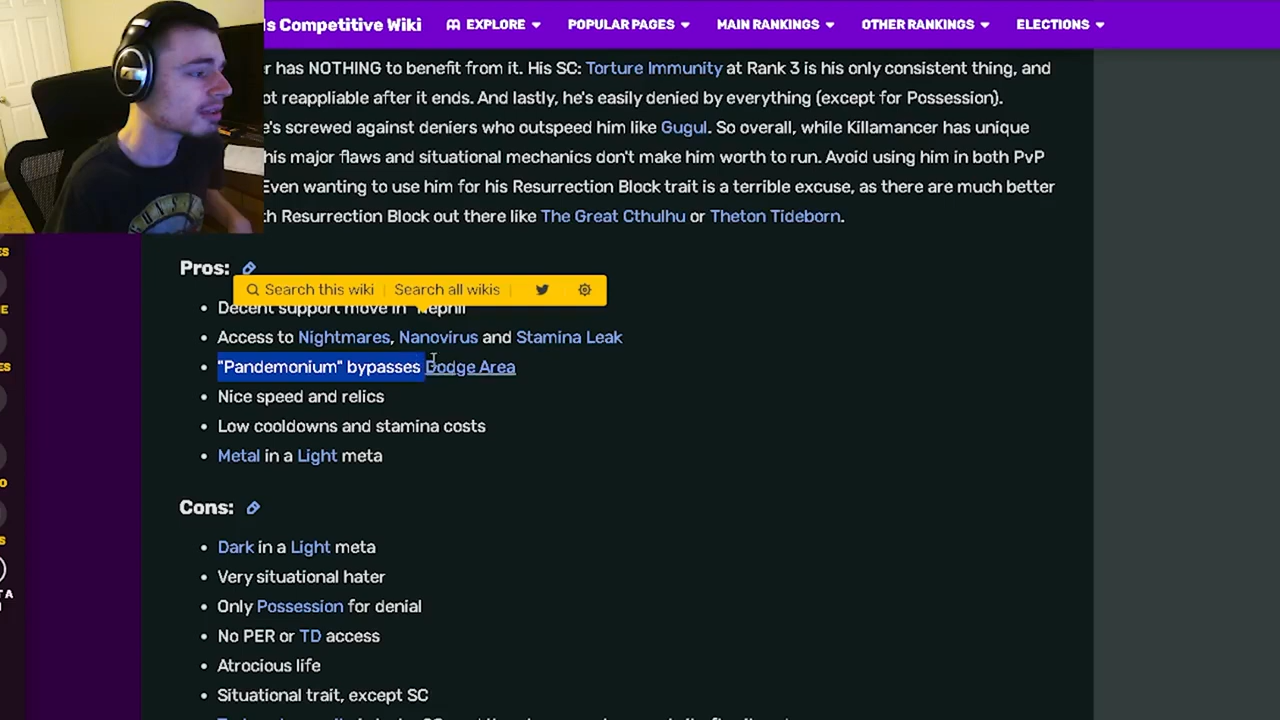 ls Competitive Wiki EXPLORE POPULAR PAGES MAIN RANKINGS OTHER RANKINGS ELECTIONS
er has NOTHING to benefit from it. His SC: Torture Immunity at Rank 3 is his only consistent thing, and
ot reappliable after it ends. And lastly, he's easily denied by everything (except for Possession).
e's screwed against deniers who outspeed him like Gugul. So overall, while Killamancer has unique
his major flaws and situational mechanics don't make him worth to run. Avoid using him in both PvP
Even wanting to use him for his Resurrection Block trait is a terrible excuse, as there are much better
h Resurrection Block out there like The Great Cthulhu or Theton Tideborn.
Pros:
Search this wiki Search all wikis
• Decent support move in "Nephil"
• Access to Nightmares, Nanovirus and Stamina Leak
• "Pandemonium" bypasses Dodge Area
• Nice speed and relics
• Low cooldowns and stamina costs
• Metal in a Light meta
Cons:
• Dark in a Light meta
• Very situational hater
• Only Possession for denial
• No PER or TD access
• Atrocious life
• Situational trait, except SC